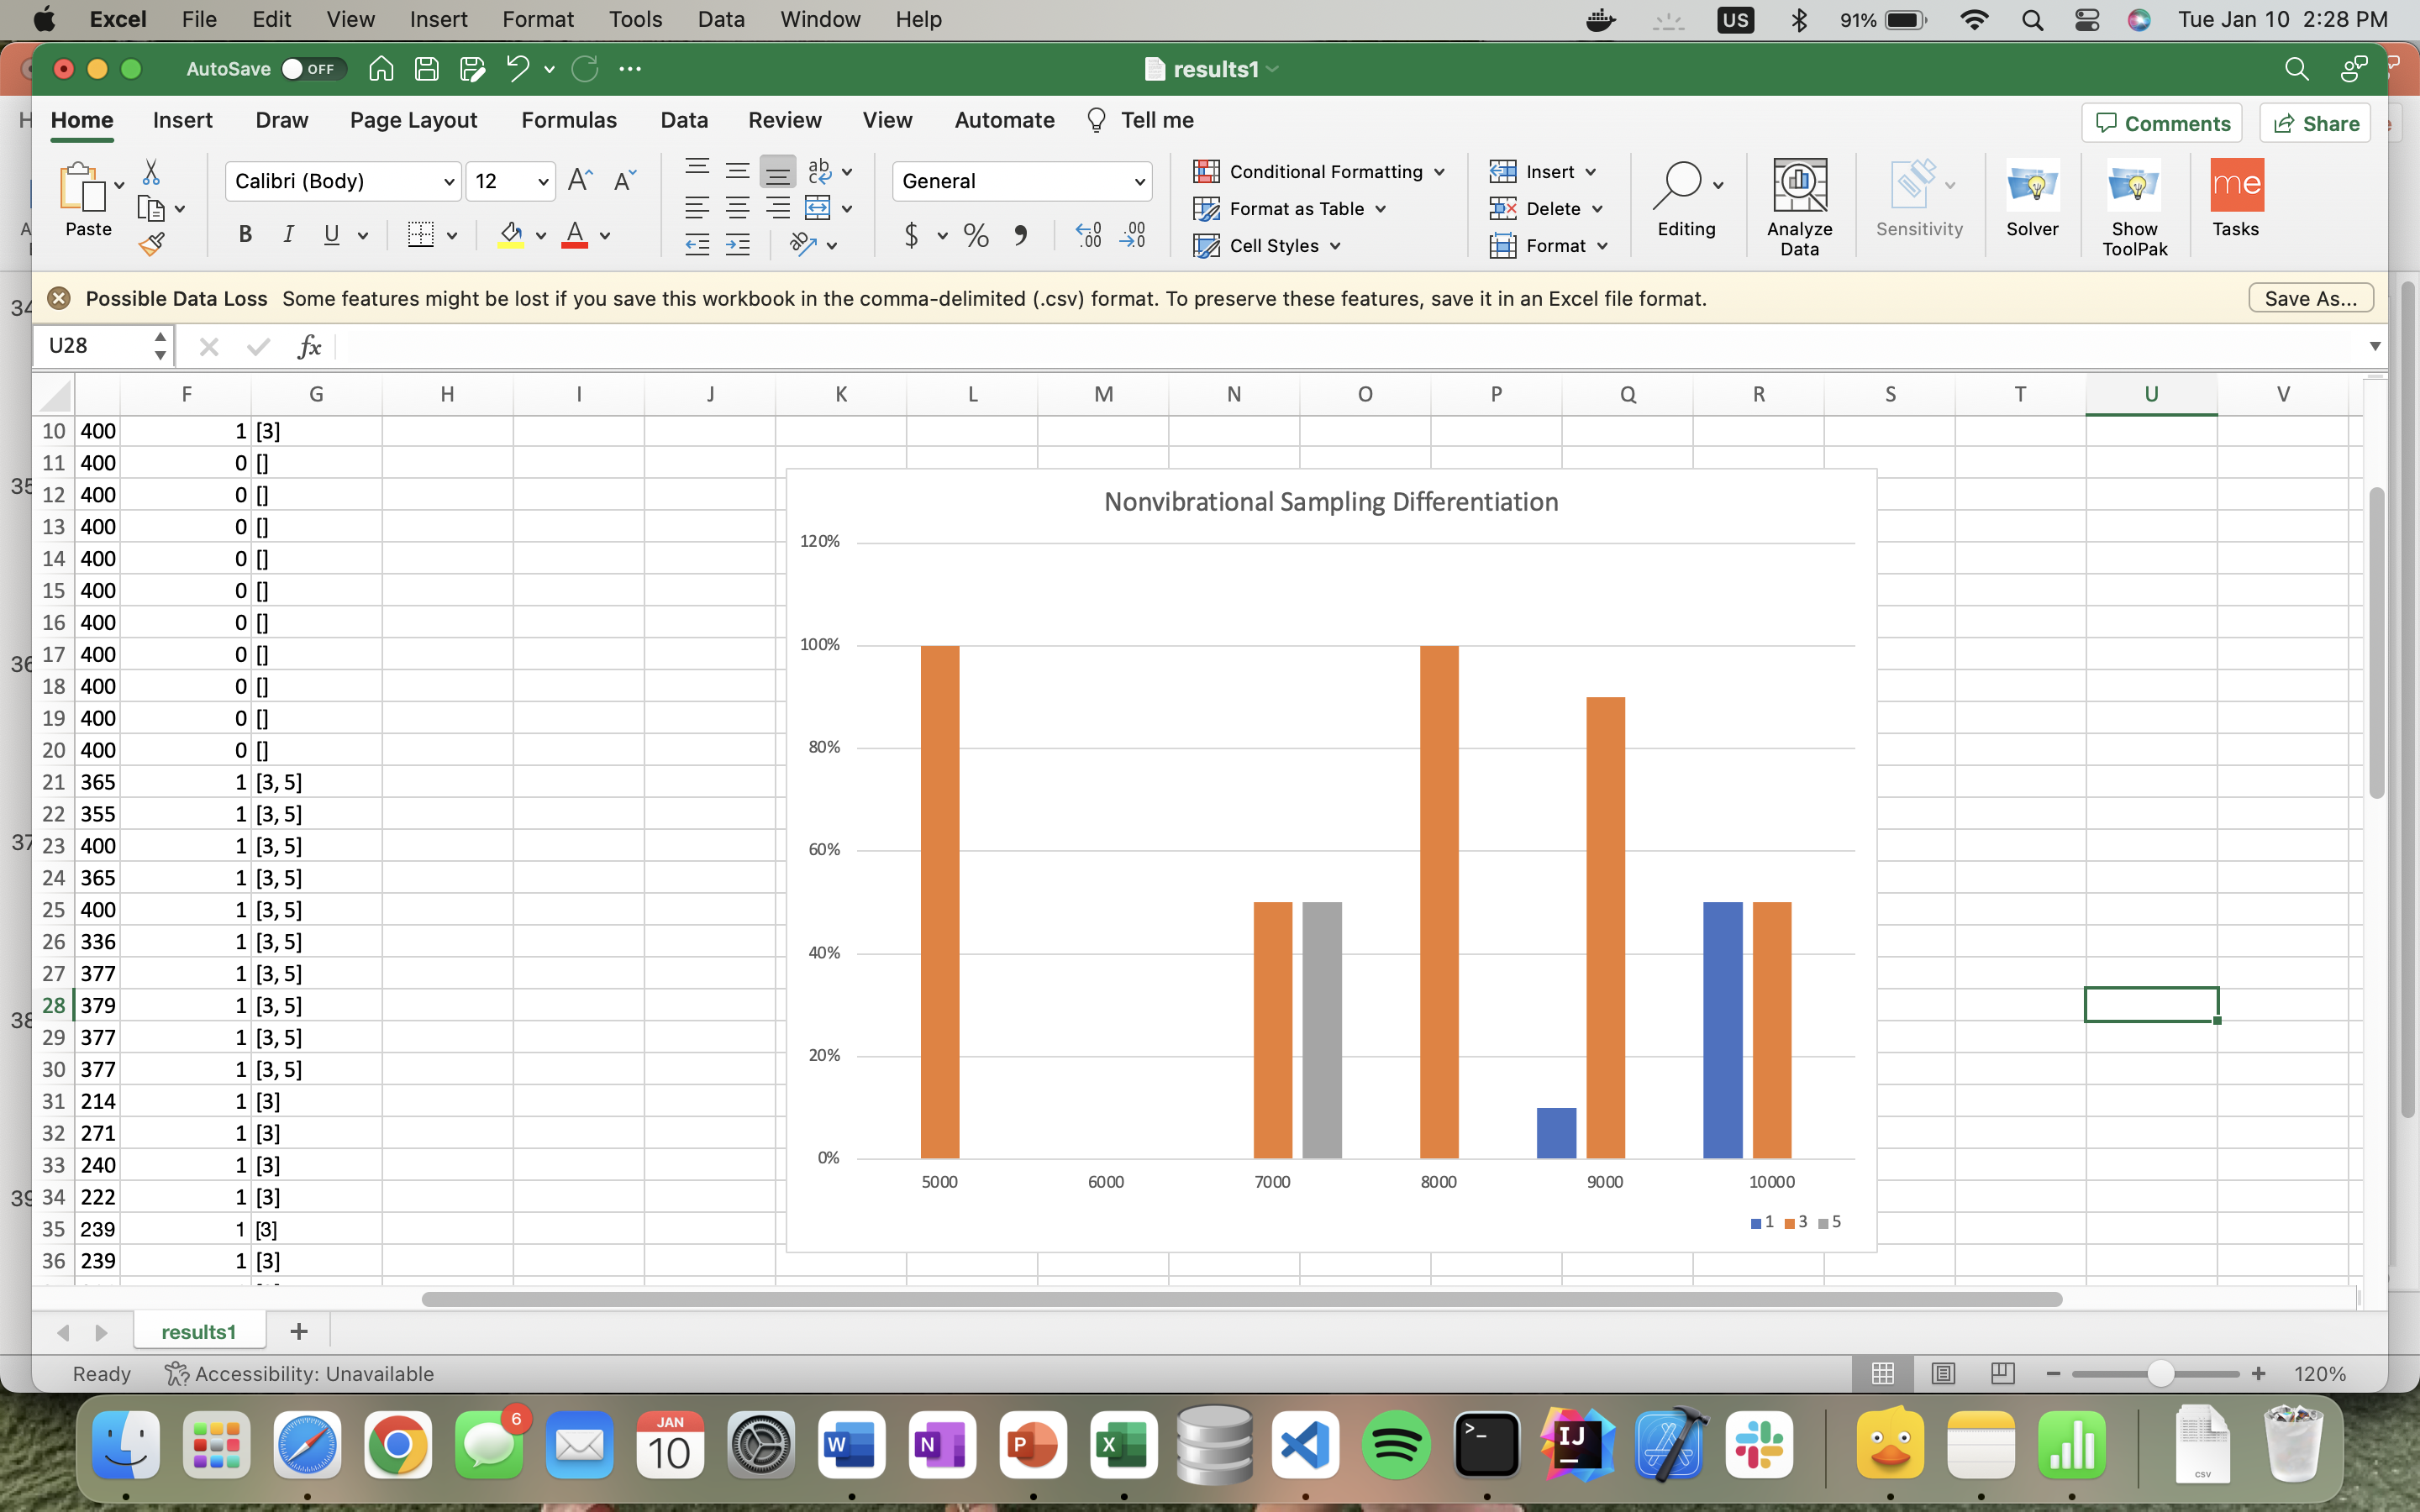 Excel File Edit View Insert Format Tools Data Window Help US 91% Tue Jan 10 2:28 PM
AutoSave OFF results1
Home Insert Draw Page Layout Formulas Data Review View Automate Tell me Comments Share
Calibri (Body) 12 General Conditional Formatting Insert
Format as Table Delete
Cell Styles Format
Paste B I U $ % Editing Analyze Data Sensitivity Solver Show ToolPak me Tasks
Possible Data Loss Some features might be lost if you save this workbook in the comma-delimited (.csv) format. To preserve these features, save it in an Excel file format. Save As...
U28 fx
F G H I J K L M N O P Q R S T U V
10 400 1 [3]
11 400 0 []
12 400 0 []
13 400 0 []
14 400 0 []
15 400 0 []
16 400 0 []
17 400 0 []
18 400 0 []
19 400 0 []
20 400 0 []
21 365 1 [3, 5]
22 355 1 [3, 5]
23 400 1 [3, 5]
24 365 1 [3, 5]
25 400 1 [3, 5]
26 336 1 [3, 5]
27 377 1 [3, 5]
28 379 1 [3, 5]
29 377 1 [3, 5]
30 377 1 [3, 5]
31 214 1 [3]
32 271 1 [3]
33 240 1 [3]
34 222 1 [3]
35 239 1 [3]
36 239 1 [3]
Nonvibrational Sampling Differentiation
120%
100%
80%
60%
40%
20%
0%
5000 6000 7000 8000 9000 10000
1 3 5
results1 +
Ready Accessibility: Unavailable 120%
6 JAN 10 W N P X >_ IJ CSV